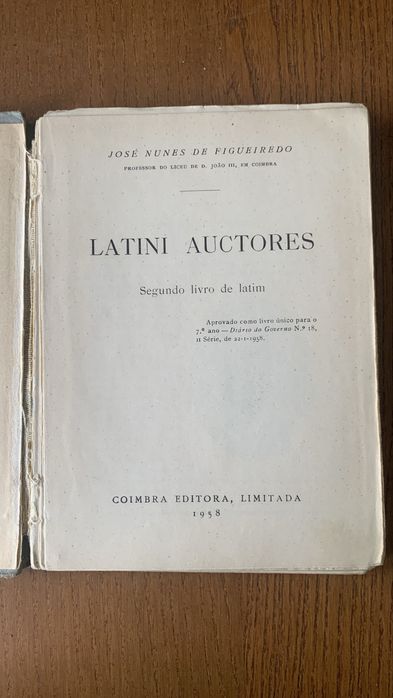 JOSÉ NUNES DE FIGUEIREDO
PROFESSOR DO LICEU DE D. JOÃO III, EM COIMBRA
LATINI AUCTORES
Segundo livro de latim
Aprovado como livro único para o
7.º ano — Diário do Governo N.º 18,
II Série, de 22-1-1958.
COIMBRA EDITORA, LIMITADA
1958